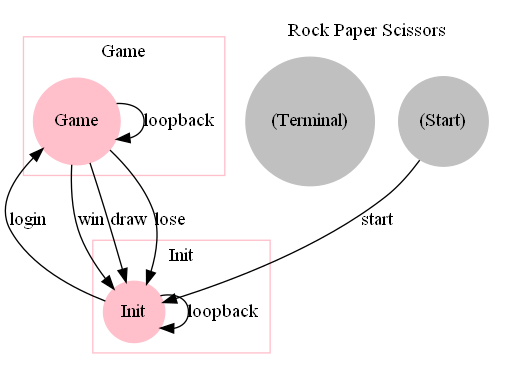 Rock Paper Scissors
Game
Game
loopback
(Terminal)
(Start)
login
win
draw
lose
start
Init
Init
loopback